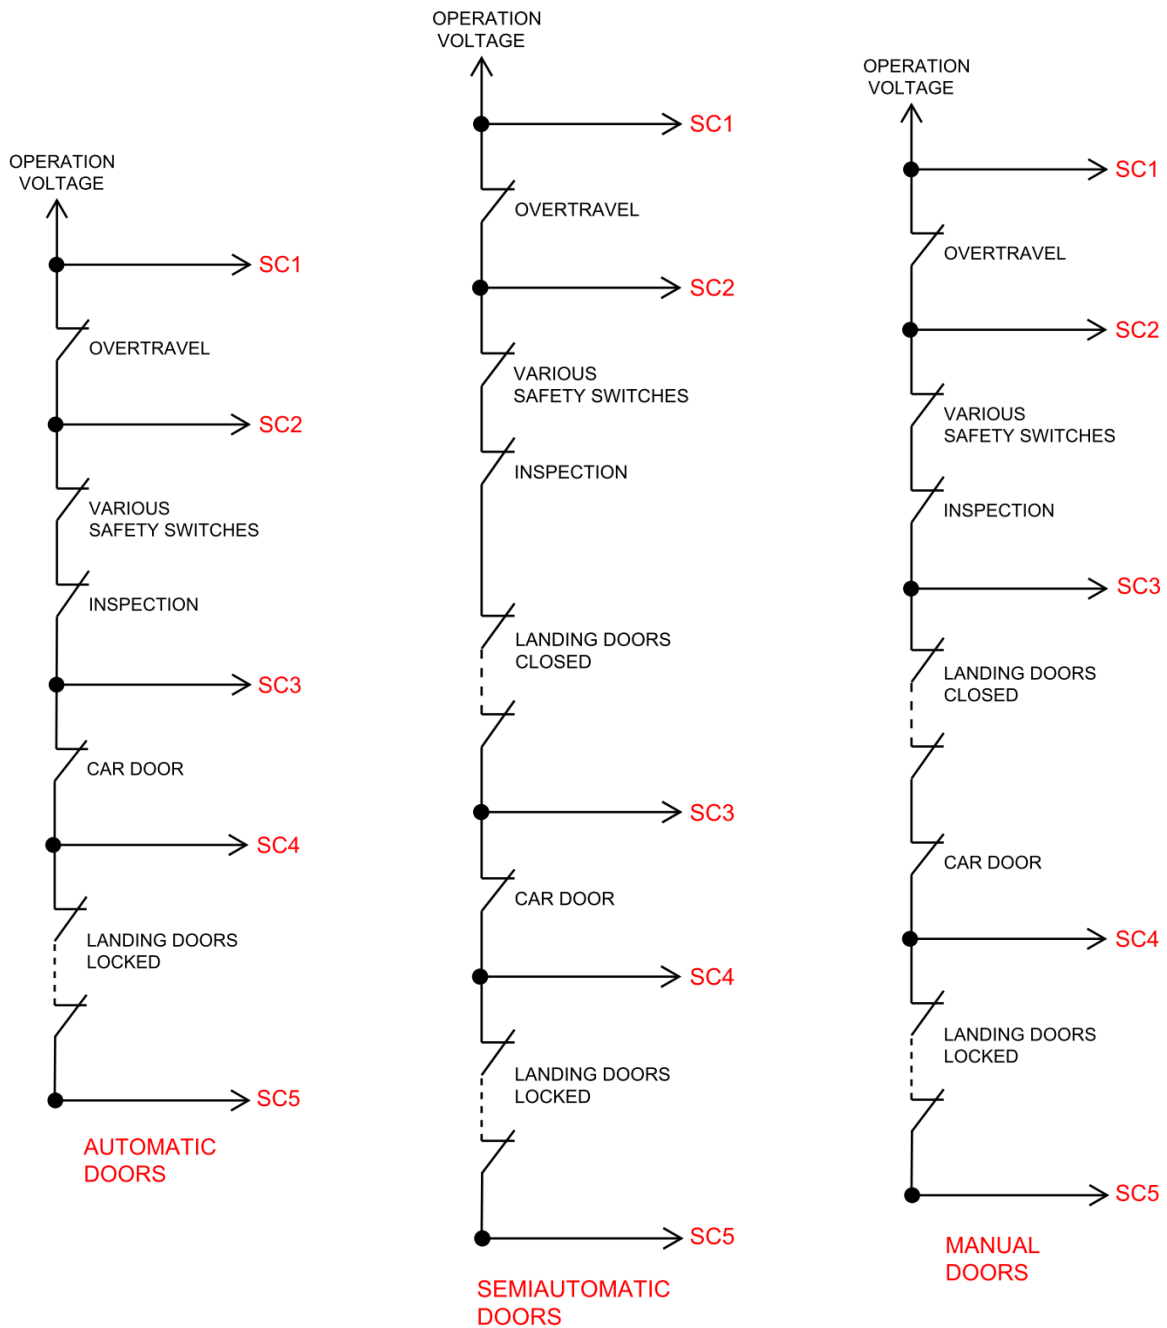 OPERATION
VOLTAGE
SC1
OVERTRAVEL
SC2
VARIOUS
SAFETY SWITCHES
INSPECTION
SC3
CAR DOOR
SC4
LANDING DOORS
LOCKED
SC5
AUTOMATIC
DOORS
OPERATION
VOLTAGE
SC1
OVERTRAVEL
SC2
VARIOUS
SAFETY SWITCHES
INSPECTION
LANDING DOORS
CLOSED
SC3
CAR DOOR
SC4
LANDING DOORS
LOCKED
SC5
SEMIAUTOMATIC
DOORS
OPERATION
VOLTAGE
SC1
OVERTRAVEL
SC2
VARIOUS
SAFETY SWITCHES
INSPECTION
SC3
LANDING DOORS
CLOSED
CAR DOOR
SC4
LANDING DOORS
LOCKED
SC5
MANUAL
DOORS